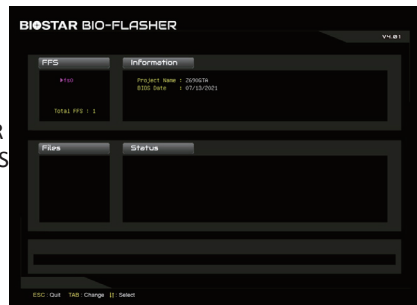 BIOSTAR BIO-FLASHER
V4.01
FFS
Information
fs0
Project Name : Z690GTA
BIOS Date : 07/13/2021
Total FFS : 1
R
S
Files
Status
ESC : Quit TAB : Change : Select